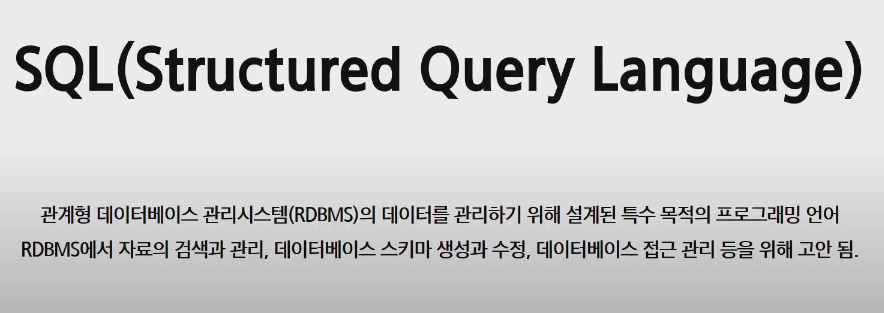 SQL(Structured Query Language)
관계형 데이터베이스 관리시스템(RDBMS)의 데이터를 관리하기 위해 설계된 특수 목적의 프로그래밍 언어
RDBMS에서 자료의 검색과 관리, 데이터베이스 스키마 생성과 수정, 데이터베이스 접근 관리 등을 위해 고안 됨.